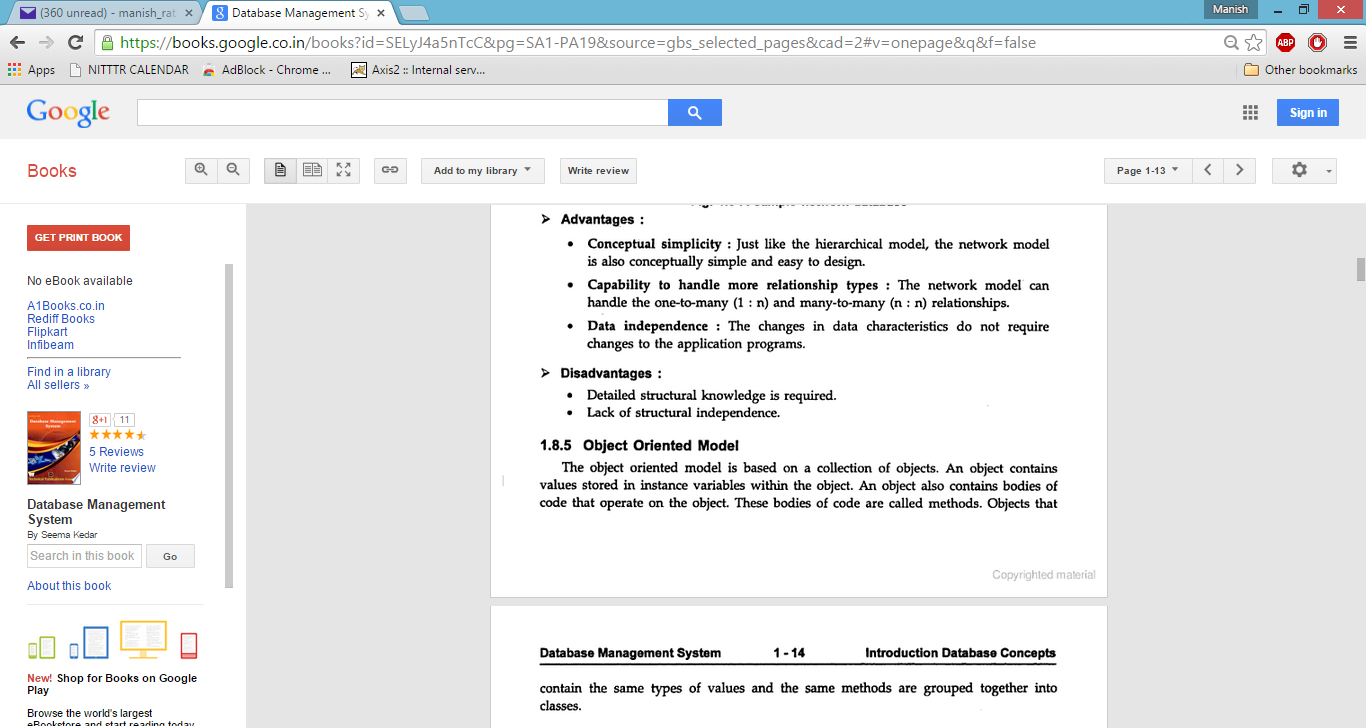 (360 unread) - manish_rat
Database Management Sy
Manish
https://books.google.co.in/books?id=SELyJ4a5nTcC&pg=SA1-PA19&source=gbs_selected_pages&cad=2#v=onepage&q&f=false
ABP
Apps
NITTTR CALENDAR
AdBlock - Chrome ...
Axis2 :: Internal serv...
Other bookmarks
Google
Sign in
Books
Add to my library
Write review
Page 1-13
GET PRINT BOOK
No eBook available
A1Books.co.in
Rediff Books
Flipkart
Infibeam
Find in a library
All sellers »
g+1 11
5 Reviews
Write review
Database Management
System
By Seema Kedar
Search in this book
Go
About this book
New! Shop for Books on Google
Play
Browse the world's largest
eBookstore and start reading today
➢ Advantages :
• Conceptual simplicity : Just like the hierarchical model, the network model
is also conceptually simple and easy to design.
• Capability to handle more relationship types : The network model can
handle the one-to-many (1 : n) and many-to-many (n : n) relationships.
• Data independence : The changes in data characteristics do not require
changes to the application programs.
➢ Disadvantages :
• Detailed structural knowledge is required.
• Lack of structural independence.
1.8.5 Object Oriented Model
The object oriented model is based on a collection of objects. An object contains
values stored in instance variables within the object. An object also contains bodies of
code that operate on the object. These bodies of code are called methods. Objects that
Copyrighted material
Database Management System 1 - 14 Introduction Database Concepts
contain the same types of values and the same methods are grouped together into
classes.